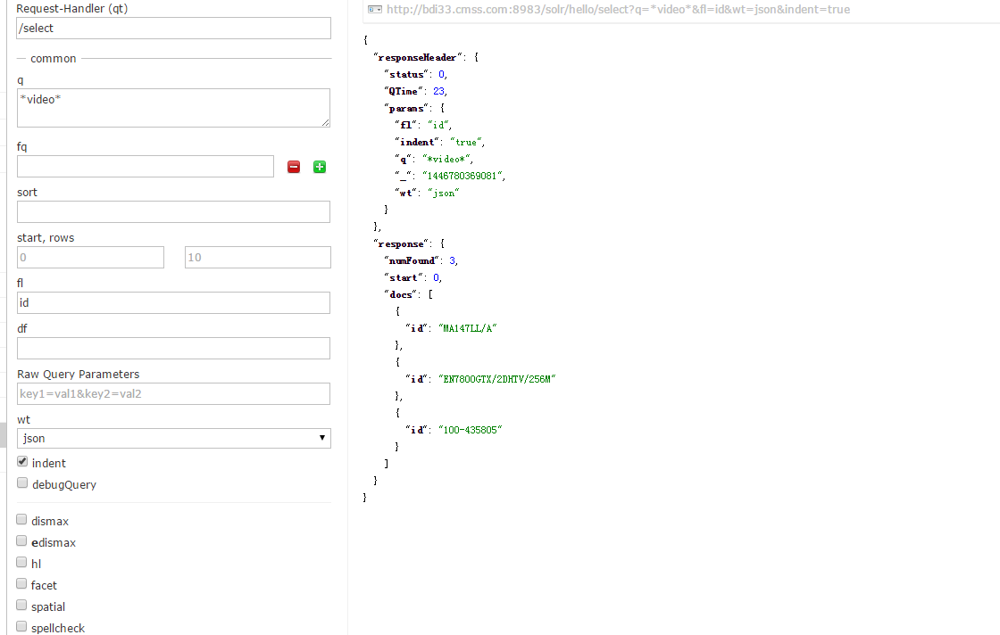 Request-Handler (qt)
/select
common
q
*video*
fq
sort
start, rows
0
10
fl
id
df
Raw Query Parameters
key1=val1&key2=val2
wt
json
indent
debugQuery
dismax
edismax
hl
facet
spatial
spellcheck
http://bdi33.cmss.com:8983/solr/hello/select?q=*video*&fl=id&wt=json&indent=true
{
"responseHeader": {
"status": 0,
"QTime": 23,
"params": {
"fl": "id",
"indent": "true",
"q": "*video*",
"_": "1446780369081",
"wt": "json"
}
},
"response": {
"numFound": 3,
"start": 0,
"docs": [
{
"id": "MA147LL/A"
},
{
"id": "EN7800GTX/2DHTV/256M"
},
{
"id": "100-435805"
}
]
}
}